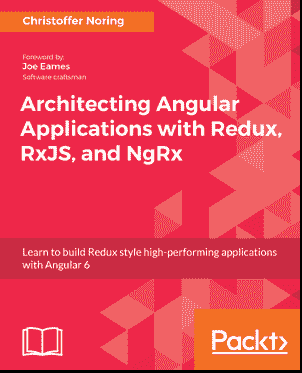 Christoffer Noring
Foreword by:
Joe Eames
Software craftsman
Architecting Angular
Applications with Redux,
RxJS, and NgRx
Learn to build Redux style high-performing applications
with Angular 6
Packt>